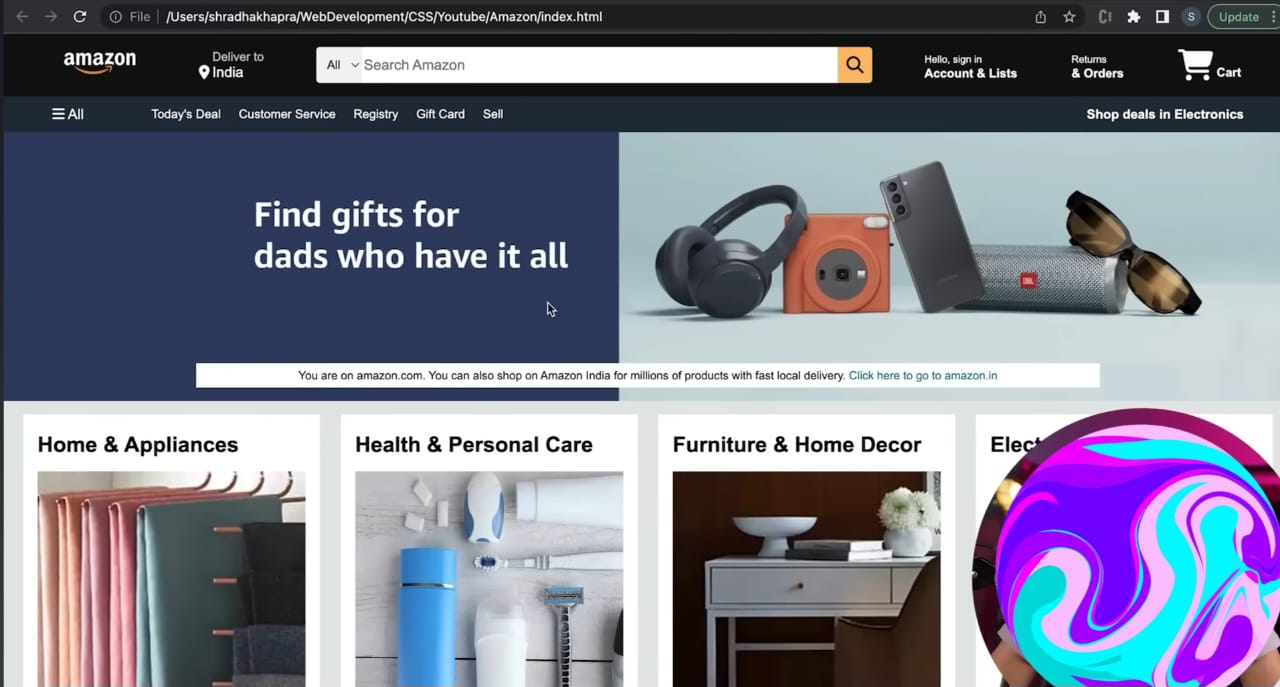 File | /Users/shradhakhapra/WebDevelopment/CSS/Youtube/Amazon/index.html
S
Update
amazon
Deliver to
India
All
Search Amazon
Hello, sign in
Account & Lists
Returns
& Orders
Cart
All
Today's Deal
Customer Service
Registry
Gift Card
Sell
Shop deals in Electronics
Find gifts for
dads who have it all
JBL
You are on amazon.com. You can also shop on Amazon India for millions of products with fast local delivery. Click here to go to amazon.in
Home & Appliances
Health & Personal Care
Furniture & Home Decor